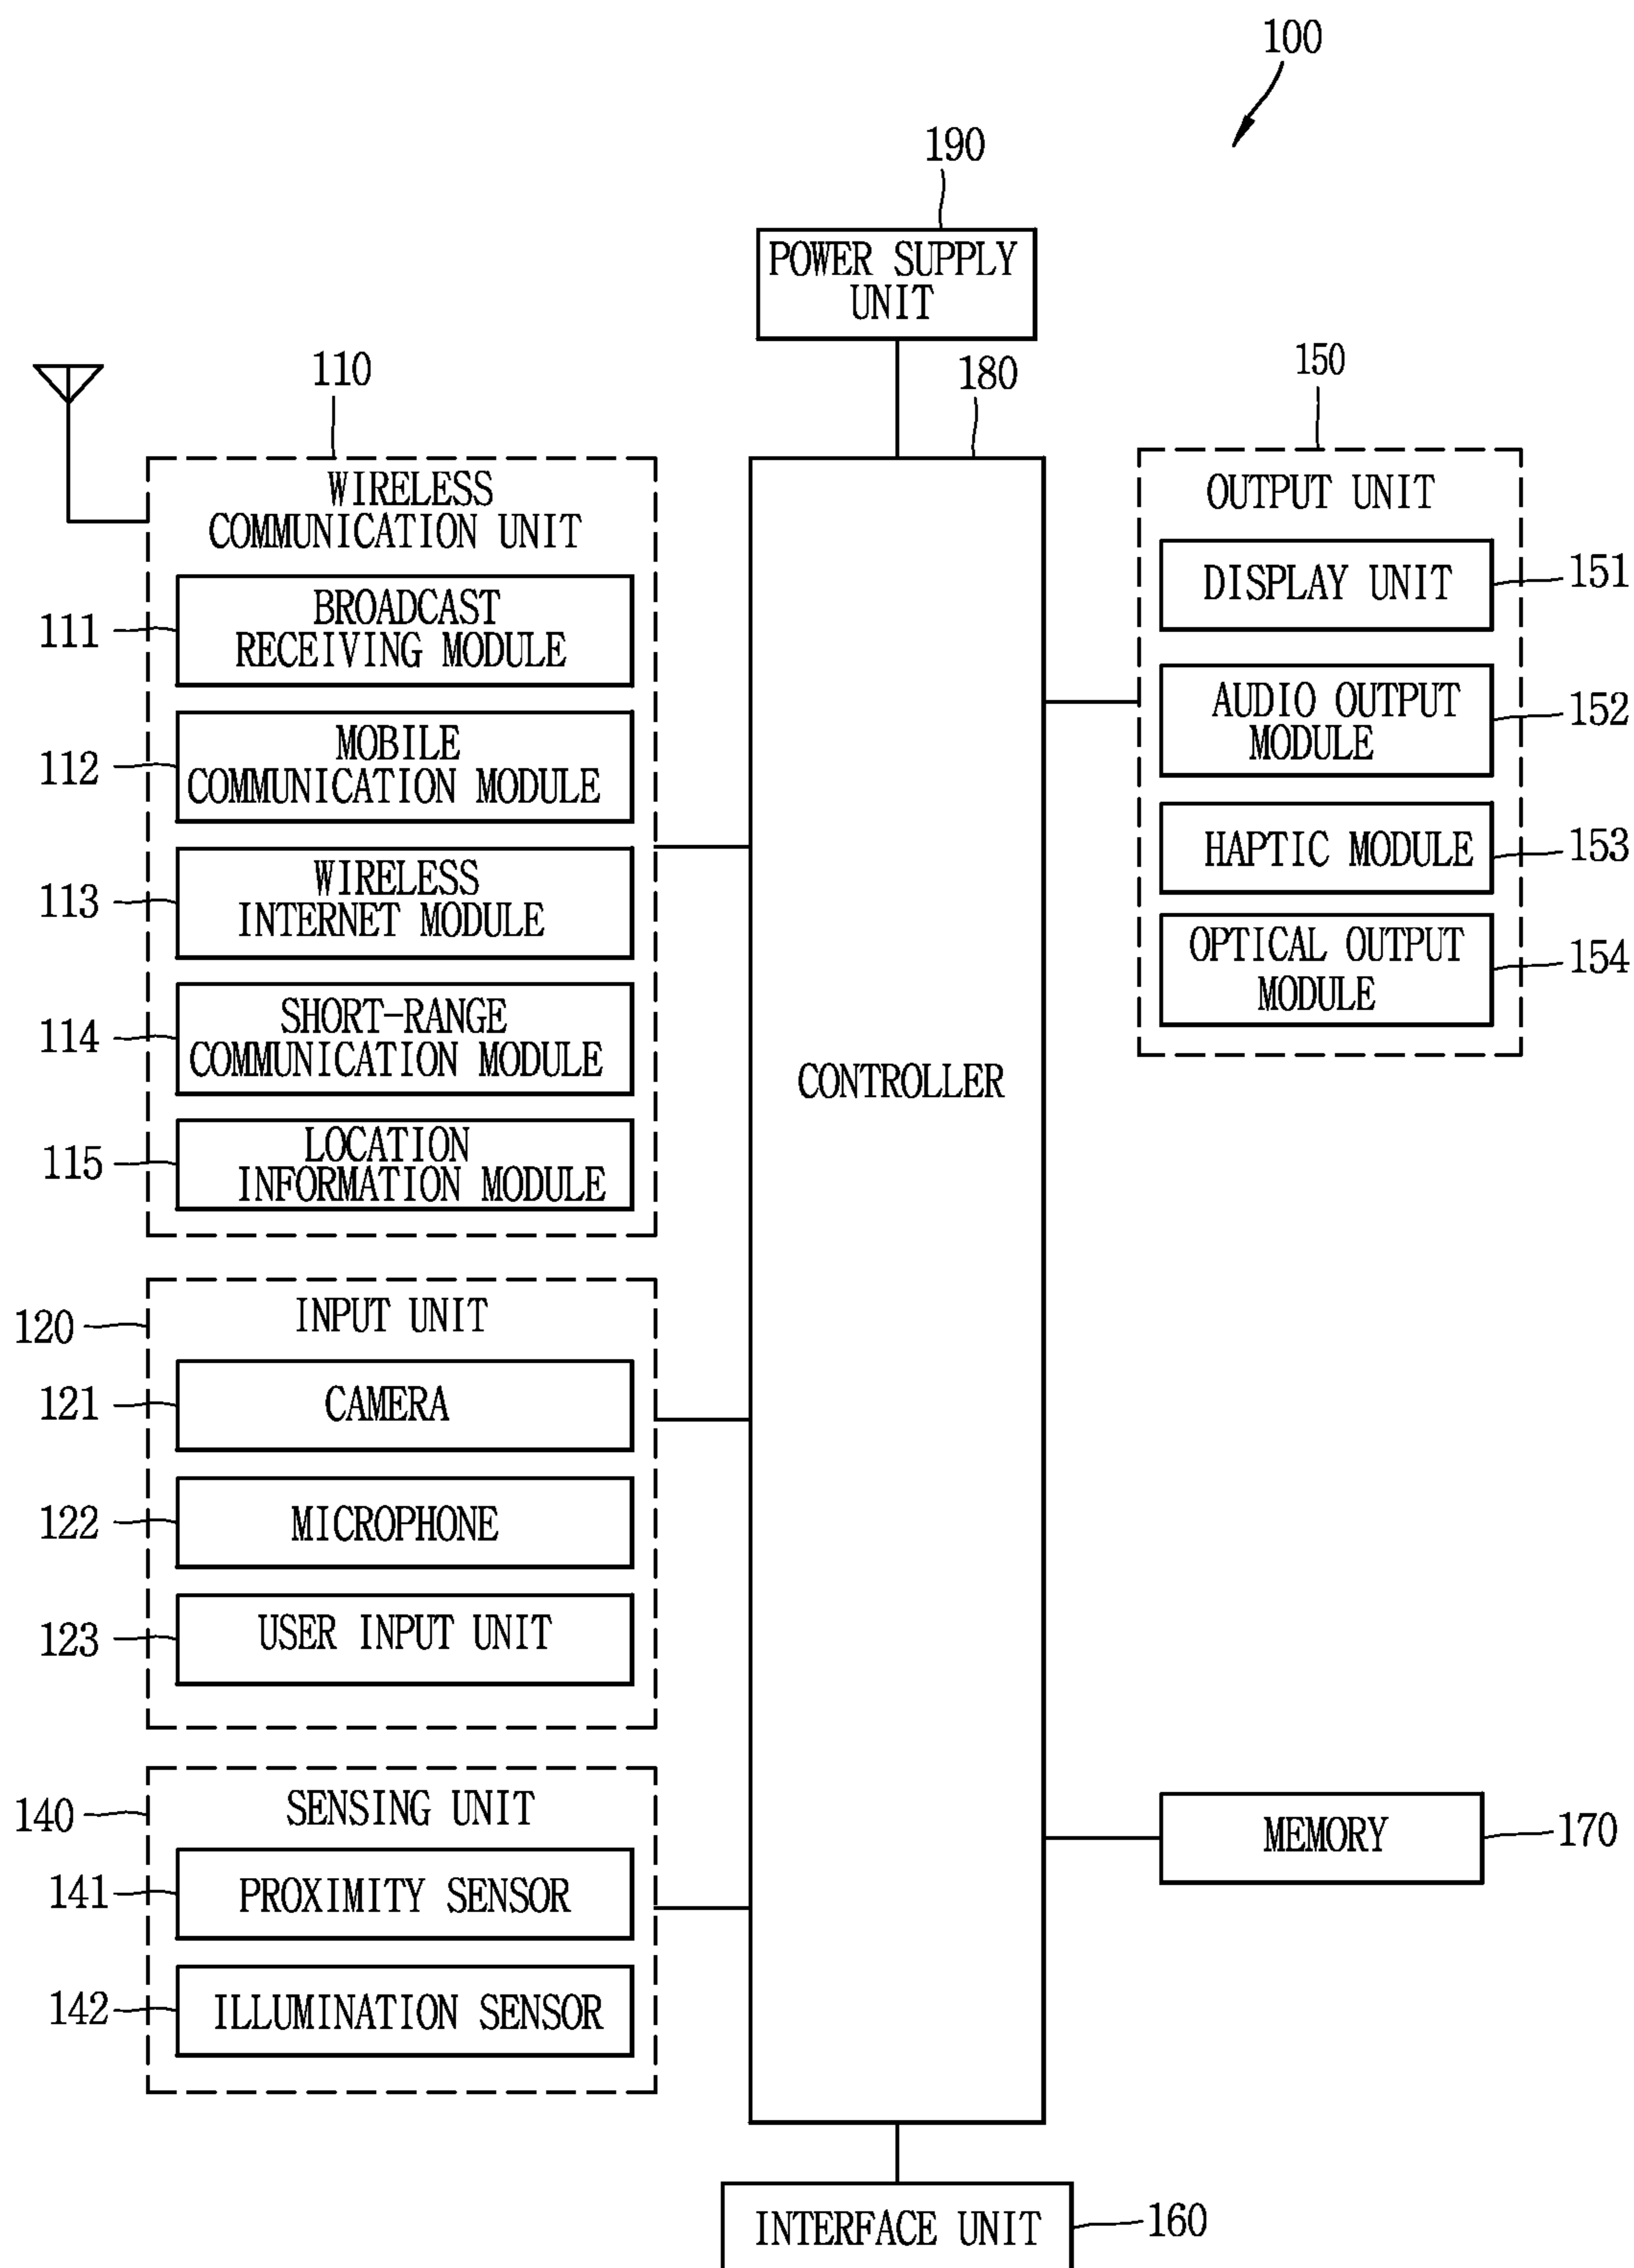 100
190
POWER SUPPLY
UNIT
110
180
150
WIRELESS
COMMUNICATION UNIT
111
BROADCAST
RECEIVING MODULE
112
MOBILE
COMMUNICATION MODULE
113
WIRELESS
INTERNET MODULE
114
SHORT-RANGE
COMMUNICATION MODULE
115
LOCATION
INFORMATION MODULE
120
INPUT UNIT
121
CAMERA
122
MICROPHONE
123
USER INPUT UNIT
140
SENSING UNIT
141
PROXIMITY SENSOR
142
ILLUMINATION SENSOR
CONTROLLER
OUTPUT UNIT
DISPLAY UNIT
151
AUDIO OUTPUT
MODULE
152
HAPTIC MODULE
153
OPTICAL OUTPUT
MODULE
154
MEMORY
170
INTERFACE UNIT
160